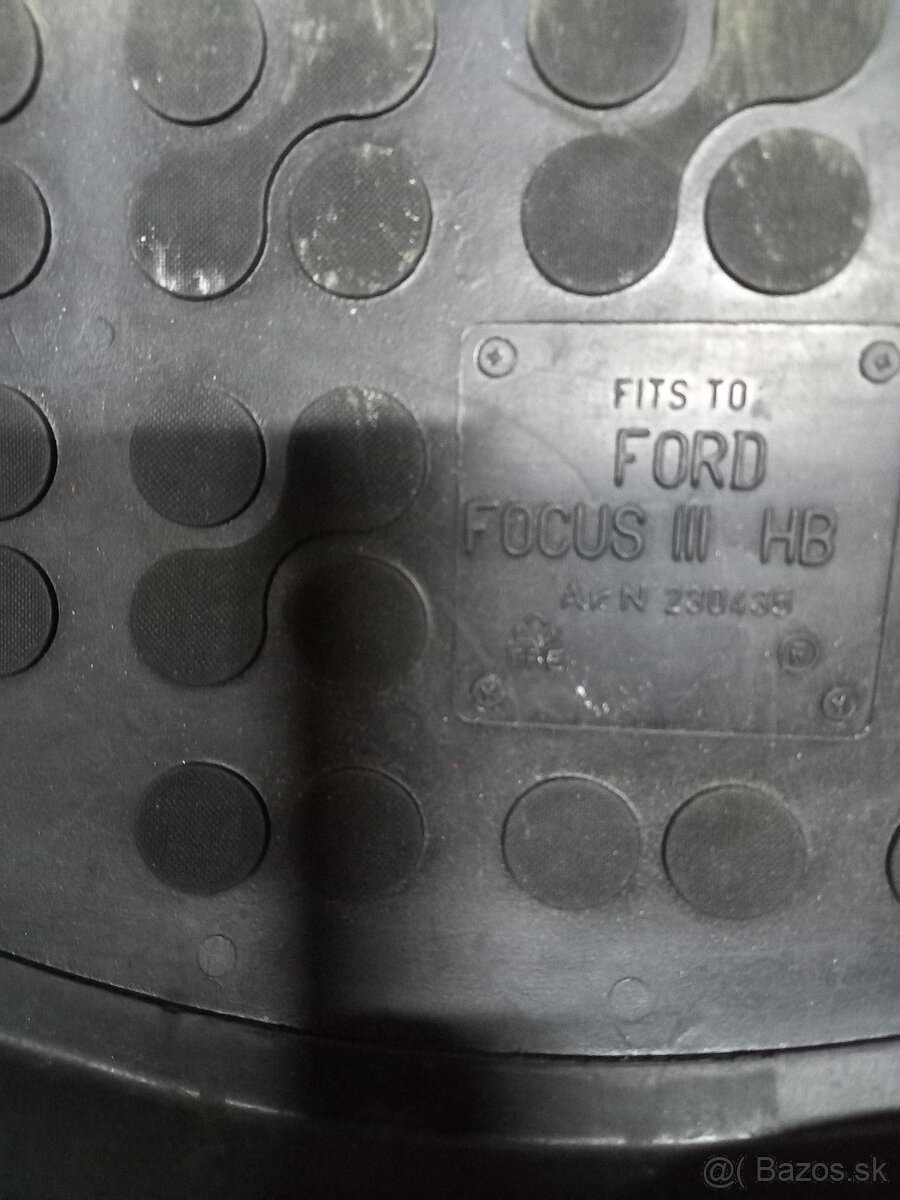 FITS TO
FORD
FOCUS III HB
Art N° 230435
@( Bazos.sk